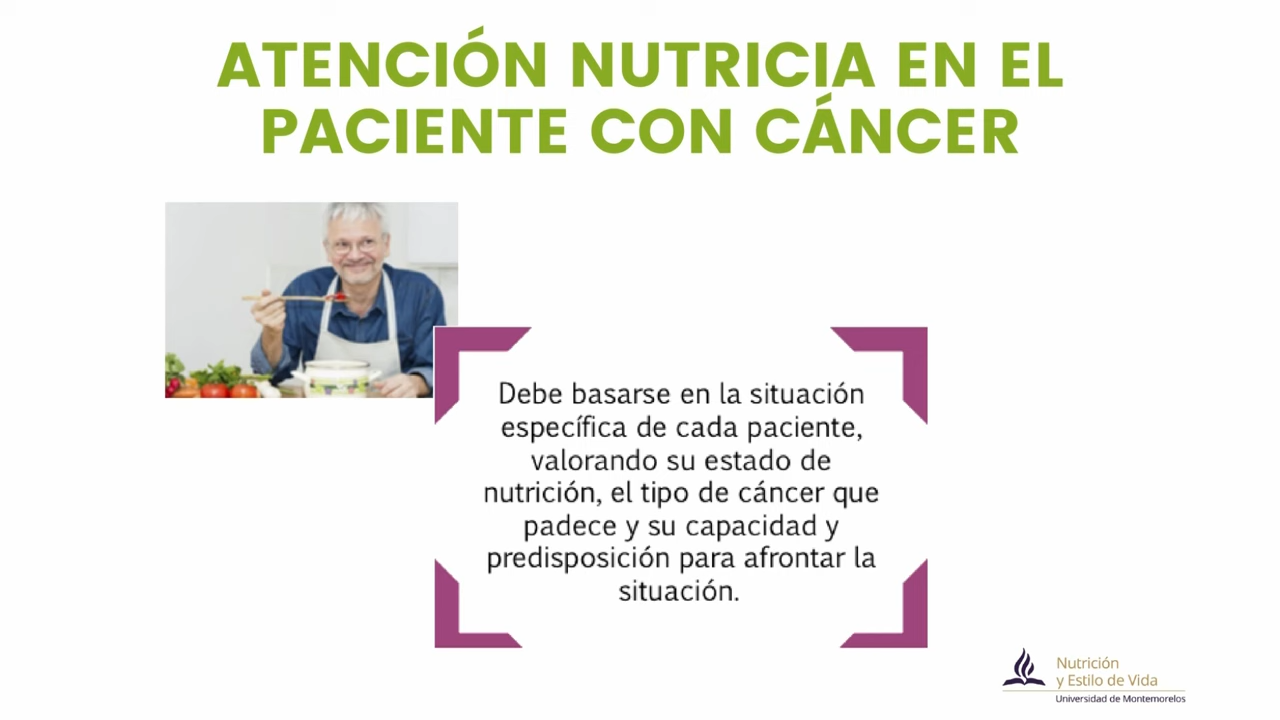 ATENCIÓN NUTRICIA EN EL
PACIENTE CON CÁNCER
Debe basarse en la situación
específica de cada paciente,
valorando su estado de
nutrición, el tipo de cáncer que
padece y su capacidad y
predisposición para afrontar la
situación.
Nutrición
y Estilo de Vida
Universidad de Montemorelos